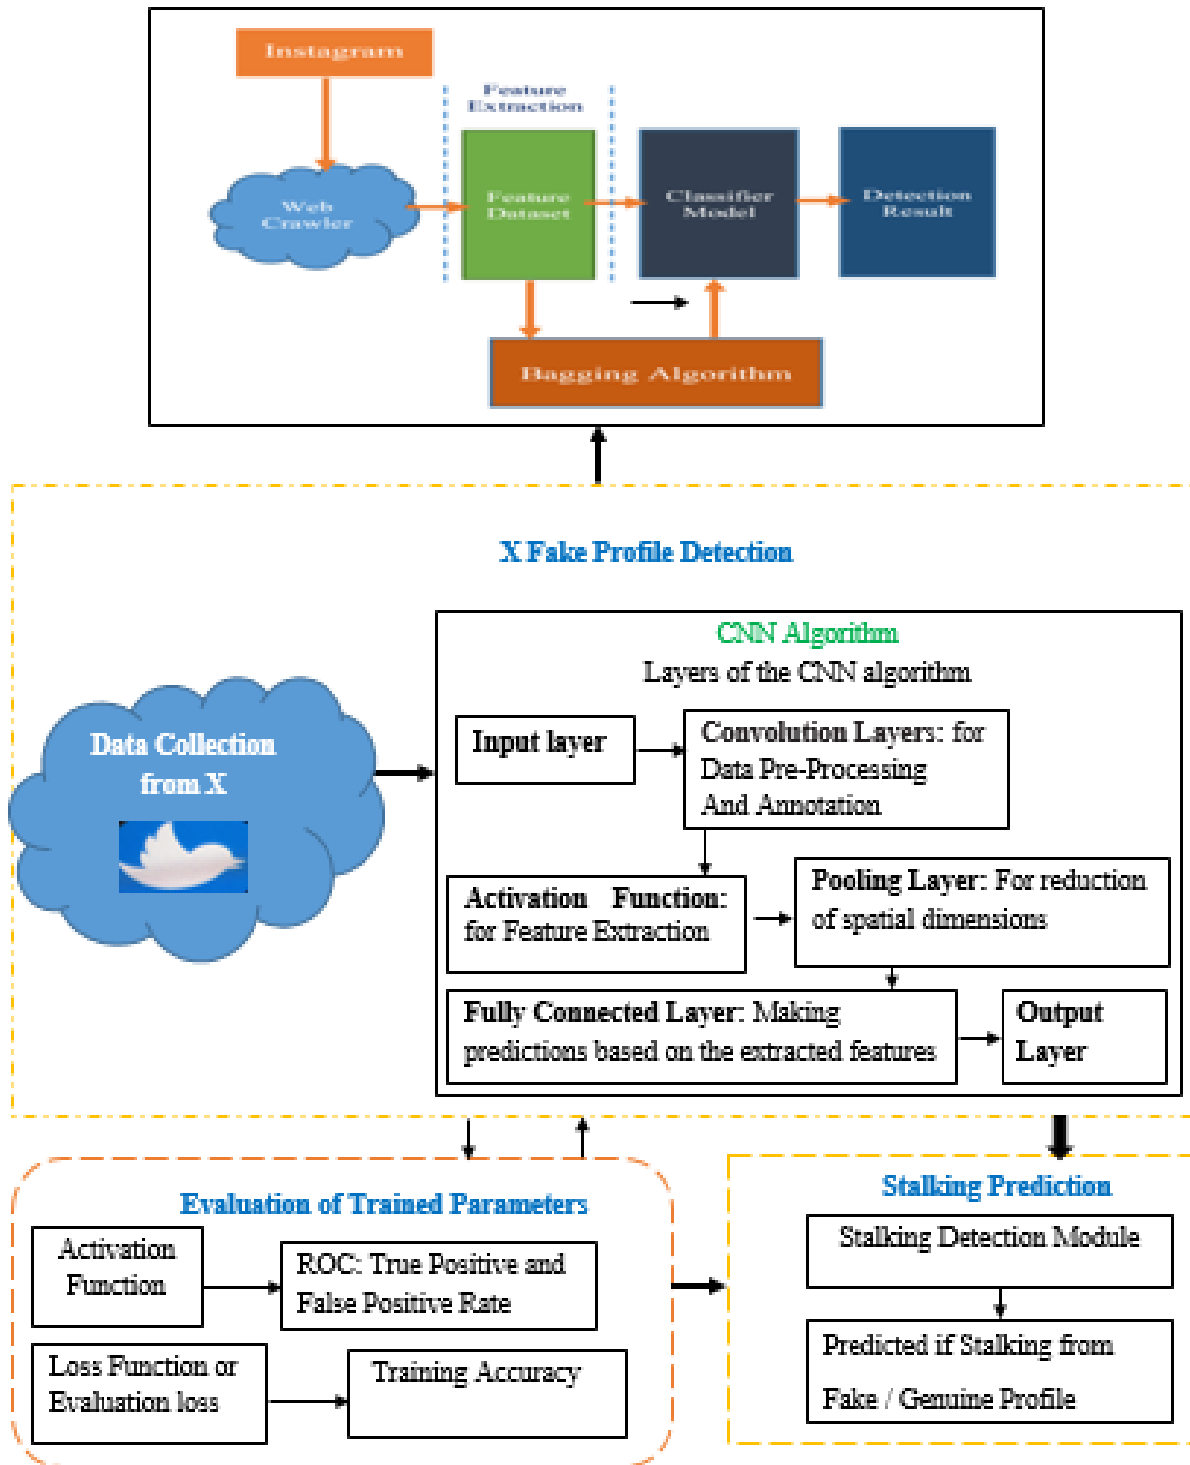 Instagram
Feature
Extraction
Web
Crawler
Feature
Dataset
Classifier
Model
Detection
Result
Bagging Algorithm
X Fake Profile Detection
CNN Algorithm
Layers of the CNN algorithm
Data Collection
from X
Input layer
Convolution Layers: for
Data Pre-Processing
And Annotation
Activation Function:
for Feature Extraction
Pooling Layer: For reduction
of spatial dimensions
Fully Connected Layer: Making
predictions based on the extracted features
Output
Layer
Evaluation of Trained Parameters
Activation
Function
ROC: True Positive and
False Positive Rate
Loss Function or
Evaluation loss
Training Accuracy
Stalking Prediction
Stalking Detection Module
Predicted if Stalking from
Fake / Genuine Profile